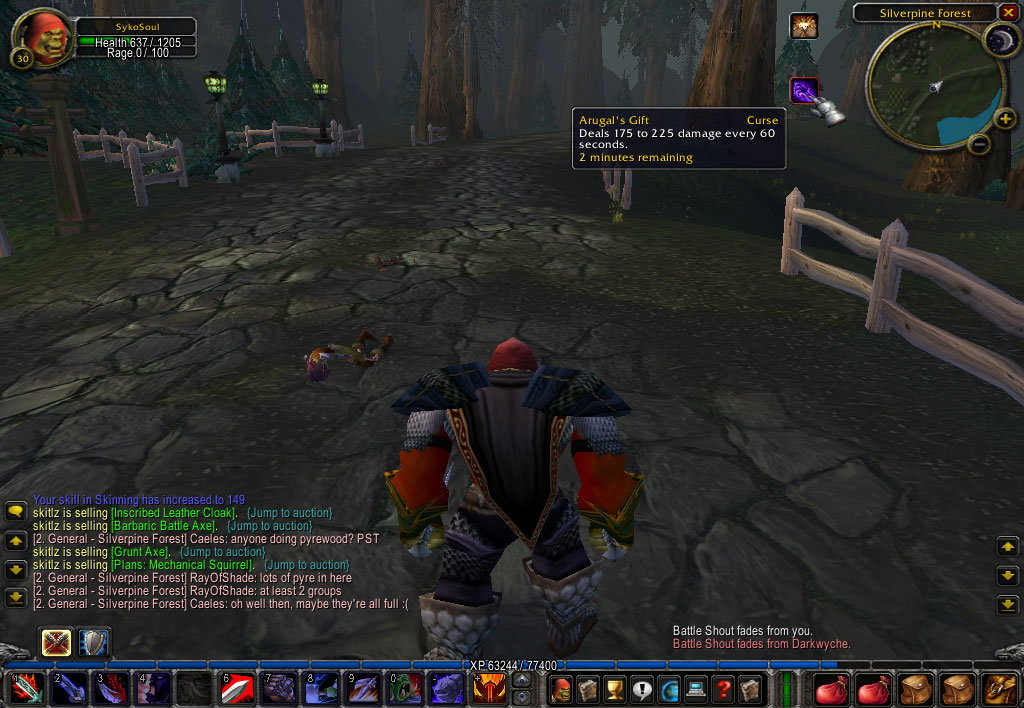 SykoSoul
Health 637 / 1205
Rage 0 / 100
30
Silverpine Forest
N
Arugal's Gift Curse
Deals 175 to 225 damage every 60
seconds.
2 minutes remaining
Your skill in Skinning has increased to 149
skitlz is selling [Inscribed Leather Cloak]. {Jump to auction}
skitlz is selling [Barbaric Battle Axe]. {Jump to auction}
[2. General - Silverpine Forest] Caeles: anyone doing pyrewood? PST
skitlz is selling [Grunt Axe]. {Jump to auction}
skitlz is selling [Plans: Mechanical Squirrel]. {Jump to auction}
[2. General - Silverpine Forest] RayOfShade: lots of pyre in here
[2. General - Silverpine Forest] RayOfShade: at least 2 groups
[2. General - Silverpine Forest] Caeles: oh well then, maybe they're all full :(
Battle Shout fades from you.
Battle Shout fades from Darkwyche.
XP 63244 / 77400
1 2 3 4 6 7 8 9 0 - +